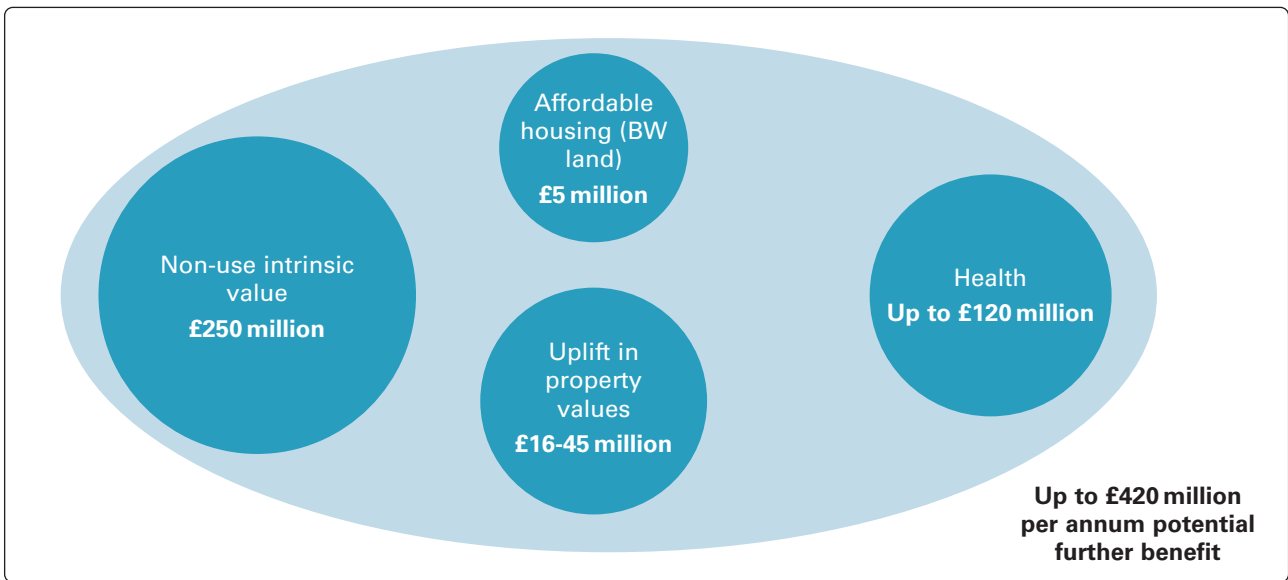 Affordable
housing (BW
land)
£5 million
Non-use intrinsic
value
£250 million
Health
Up to £120 million
Uplift in
property
values
£16-45 million
Up to £420 million
per annum potential
further benefit